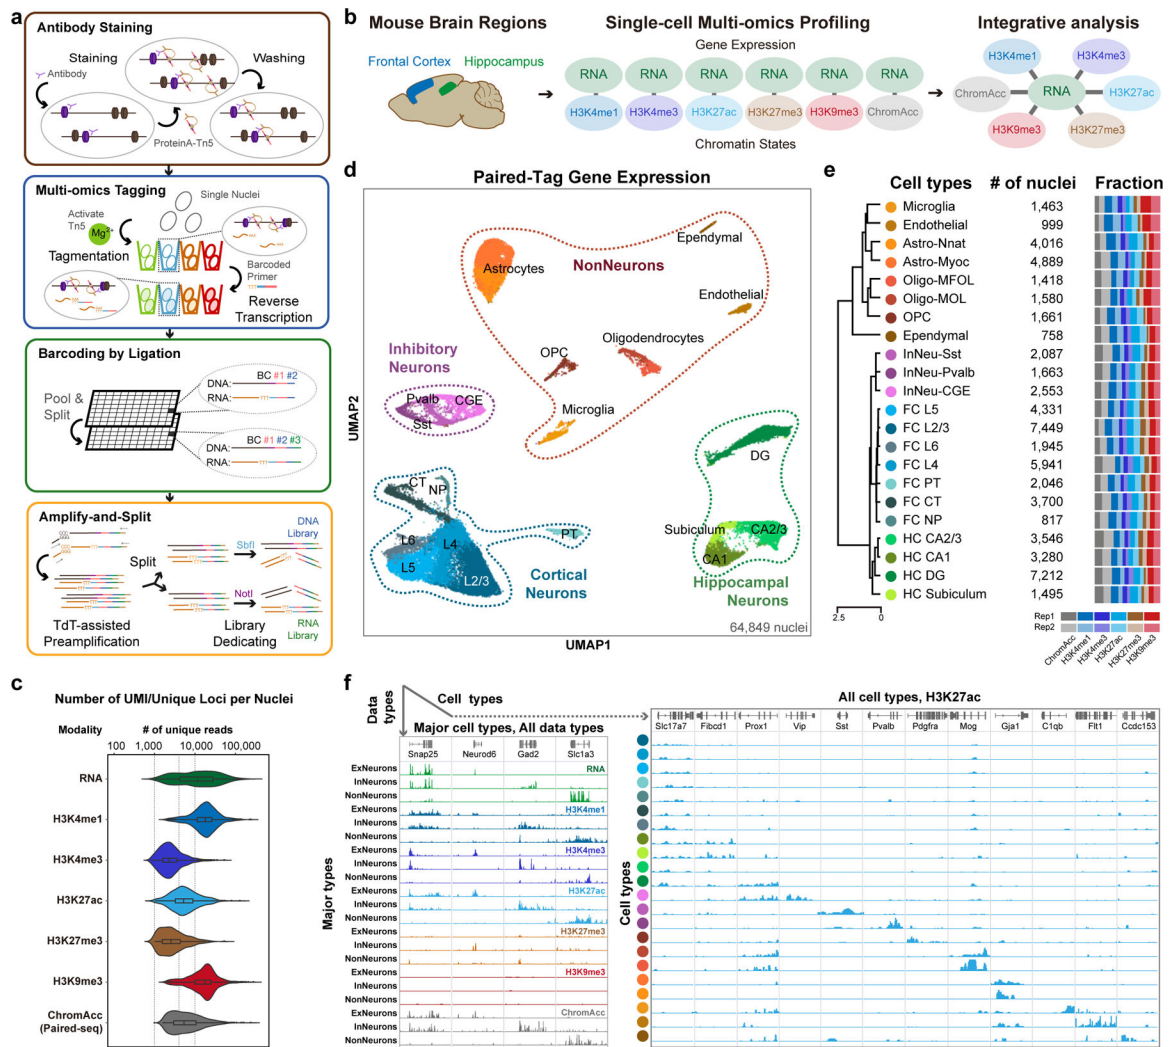 a
Antibody Staining
Staining
Washing
Antibody
ProteinA-Tn5
Multi-omics Tagging
Single Nuclei
Activate
Tn5
Mg2+
Tagmentation
Barcoded
Primer
Reverse
Transcription
Barcoding by Ligation
BC #1 #2
DNA:
RNA:
Pool &
Split
BC #1 #2 #3
DNA:
RNA:
Amplify-and-Split
Split
SbfI
DNA
Library
NotI
RNA
Library
TdT-assisted
Preamplification
Library
Dedicating
b
Mouse Brain Regions
Frontal Cortex
Hippocampus
Single-cell Multi-omics Profiling
Gene Expression
RNA RNA RNA RNA RNA RNA
H3K4me1 H3K4me3 H3K27ac H3K27me3 H3K9me3 ChromAcc
Chromatin States
Integrative analysis
H3K4me1 H3K4me3
ChromAcc RNA H3K27ac
H3K9me3 H3K27me3
c
Number of UMI/Unique Loci per Nuclei
Modality # of unique reads
100 1,000 10,000 100,000
RNA
H3K4me1
H3K4me3
H3K27ac
H3K27me3
H3K9me3
ChromAcc
(Paired-seq)
d
Paired-Tag Gene Expression
Ependymal
Astrocytes
NonNeurons
Endothelial
Oligodendrocytes
OPC
Inhibitory
Neurons
Pvalb CGE
Sst
Microglia
DG
CT
NP
PT
L6
L4
L5
L2/3
Cortical
Neurons
Subiculum
CA2/3
CA1
Hippocampal
Neurons
64,849 nuclei
UMAP1
UMAP2
e
Cell types # of nuclei Fraction
Microglia 1,463
Endothelial 999
Astro-Nnat 4,016
Astro-Myoc 4,889
Oligo-MFOL 1,418
Oligo-MOL 1,580
OPC 1,661
Ependymal 758
InNeu-Sst 2,087
InNeu-Pvalb 1,663
InNeu-CGE 2,553
FC L5 4,331
FC L2/3 7,449
FC L6 1,945
FC L4 5,941
FC PT 2,046
FC CT 3,700
FC NP 817
HC CA2/3 3,546
HC CA1 3,280
HC DG 7,212
HC Subiculum 1,495
2.5 0
Rep1
Rep2
ChromAcc
H3K4me1
H3K4me3
H3K27ac
H3K27me3
H3K9me3
f
Data
types
Cell types
Major cell types, All data types
Snap25 Neurod6 Gad2 Slc1a3
Major types
ExNeurons RNA
InNeurons
NonNeurons
ExNeurons H3K4me1
InNeurons
NonNeurons
ExNeurons H3K4me3
InNeurons
NonNeurons
ExNeurons H3K27ac
InNeurons
NonNeurons
ExNeurons H3K27me3
InNeurons
NonNeurons
ExNeurons H3K9me3
InNeurons
NonNeurons
ExNeurons ChromAcc
InNeurons
NonNeurons
All cell types, H3K27ac
Slc17a7 Fibcd1 Prox1 Vip Sst Pvalb Pdgfra Mog Gja1 C1qb Flt1 Ccdc153
Cell types